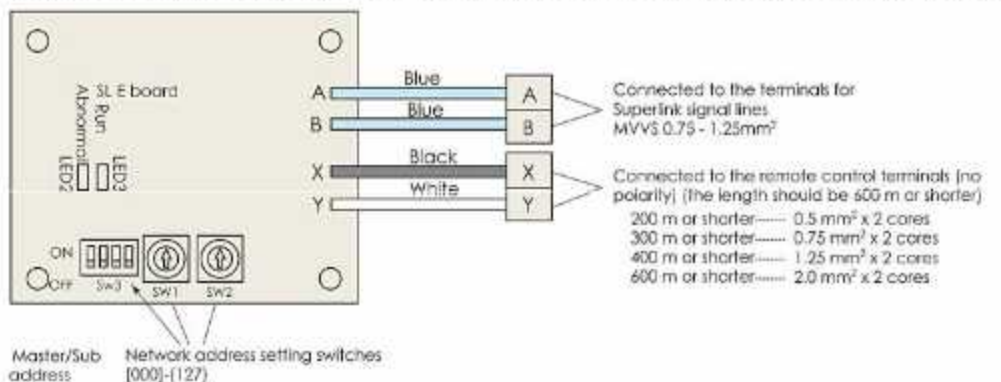 SL E board
Run
Abnormal
LED2
LED3
ON
OFF
SW3
SW1
SW2
A
B
X
Y
Blue
Blue
Black
White
A
B
X
Y
Connected to the terminals for
Superlink signal lines
MVVS 0.75 - 1.25mm²
Connected to the remote control terminals (no
polarity) (the length should be 600 m or shorter)
200 m or shorter------ 0.5 mm² x 2 cores
300 m or shorter------ 0.75 mm² x 2 cores
400 m or shorter------ 1.25 mm² x 2 cores
600 m or shorter------ 2.0 mm² x 2 cores
Master/Sub
address
Network address setting switches
[000]-(127)